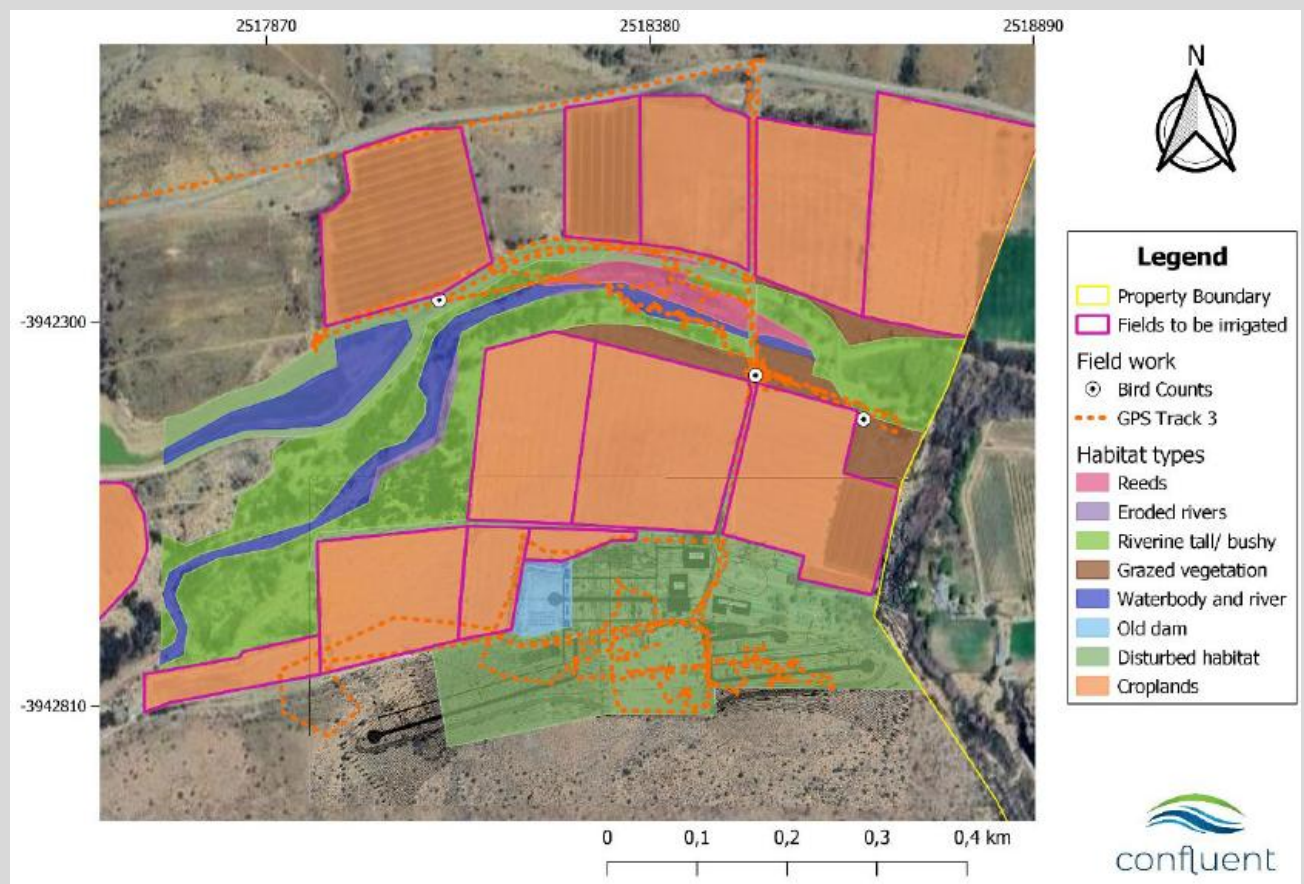 2517870
2518380
2518890
N
-3942300
-3942810
Legend
Property Boundary
Fields to be irrigated
Field work
Bird Counts
GPS Track 3
Habitat types
Reeds
Eroded rivers
Riverine tall/ bushy
Grazed vegetation
Waterbody and river
Old dam
Disturbed habitat
Croplands
0 0,1 0,2 0,3 0,4 km
confluent